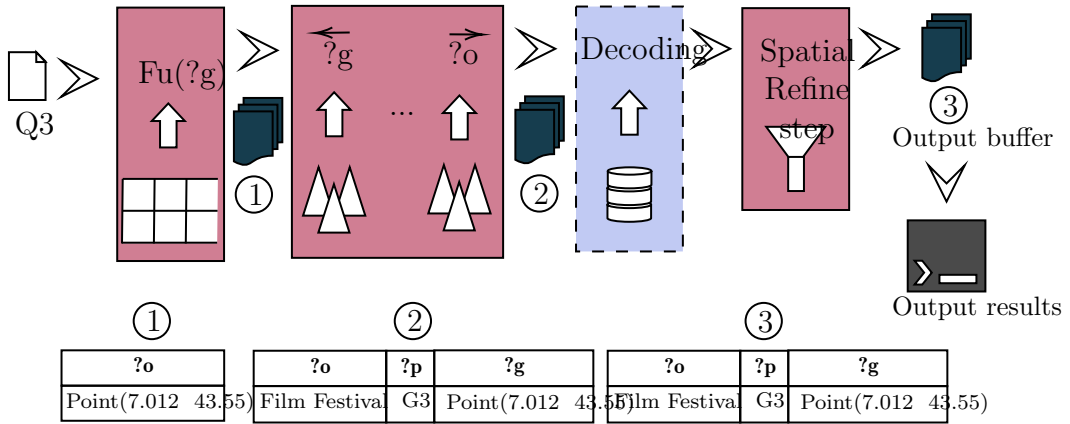 Q3
Fu(?g)
1
?g
...
?o
2
Decoding
Spatial
Refine
step
3
Output buffer
Output results
1
2
3
?o
Point(7.012 43.55)
?o ?p ?g
Film Festival G3 Point(7.012 43.55)
?o ?p ?g
Film Festival G3 Point(7.012 43.55)